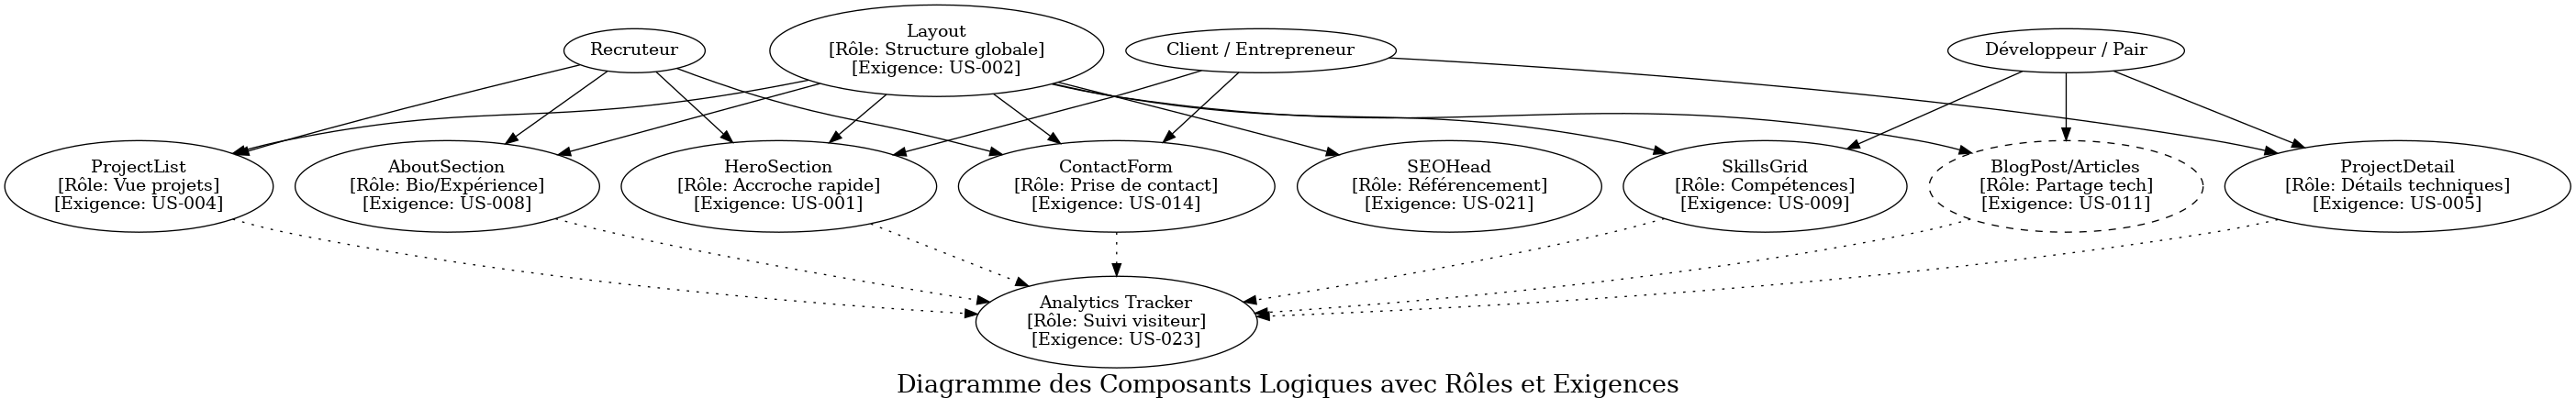 Recruteur
Layout
[Rôle: Structure globale]
[Exigence: US-002]
Client / Entrepreneur
Développeur / Pair
ProjectList
[Rôle: Vue projets]
[Exigence: US-004]
AboutSection
[Rôle: Bio/Expérience]
[Exigence: US-008]
HeroSection
[Rôle: Accroche rapide]
[Exigence: US-001]
ContactForm
[Rôle: Prise de contact]
[Exigence: US-014]
SEOHead
[Rôle: Référencement]
[Exigence: US-021]
SkillsGrid
[Rôle: Compétences]
[Exigence: US-009]
BlogPost/Articles
[Rôle: Partage tech]
[Exigence: US-011]
ProjectDetail
[Rôle: Détails techniques]
[Exigence: US-005]
Analytics Tracker
[Rôle: Suivi visiteur]
[Exigence: US-023]
Diagramme des Composants Logiques avec Rôles et Exigences